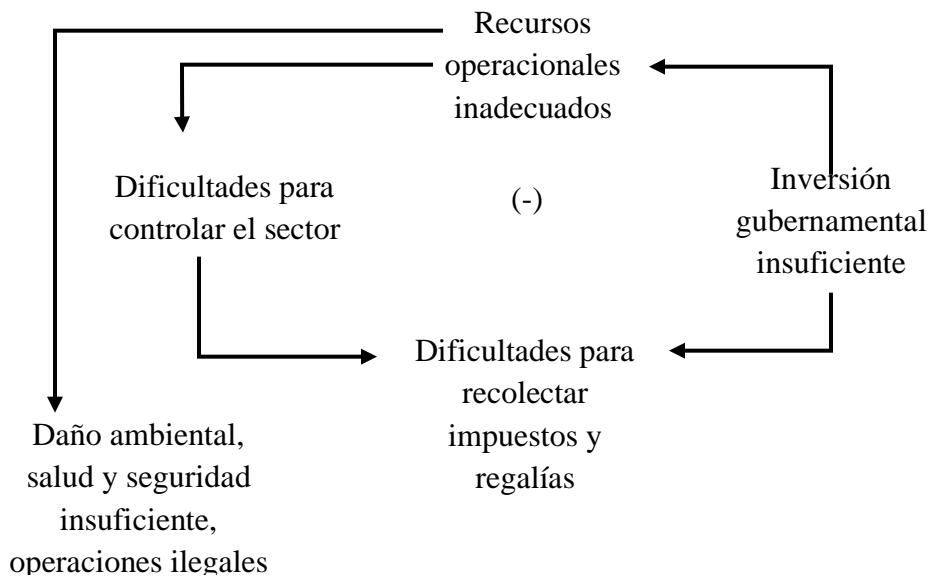 Recursos
operacionales
inadecuados
Dificultades para
controlar el sector
(-)
Inversión
gubernamental
insuficiente
Dificultades para
recolectar
impuestos y
regalías
Daño ambiental,
salud y seguridad
insuficiente,
operaciones ilegales